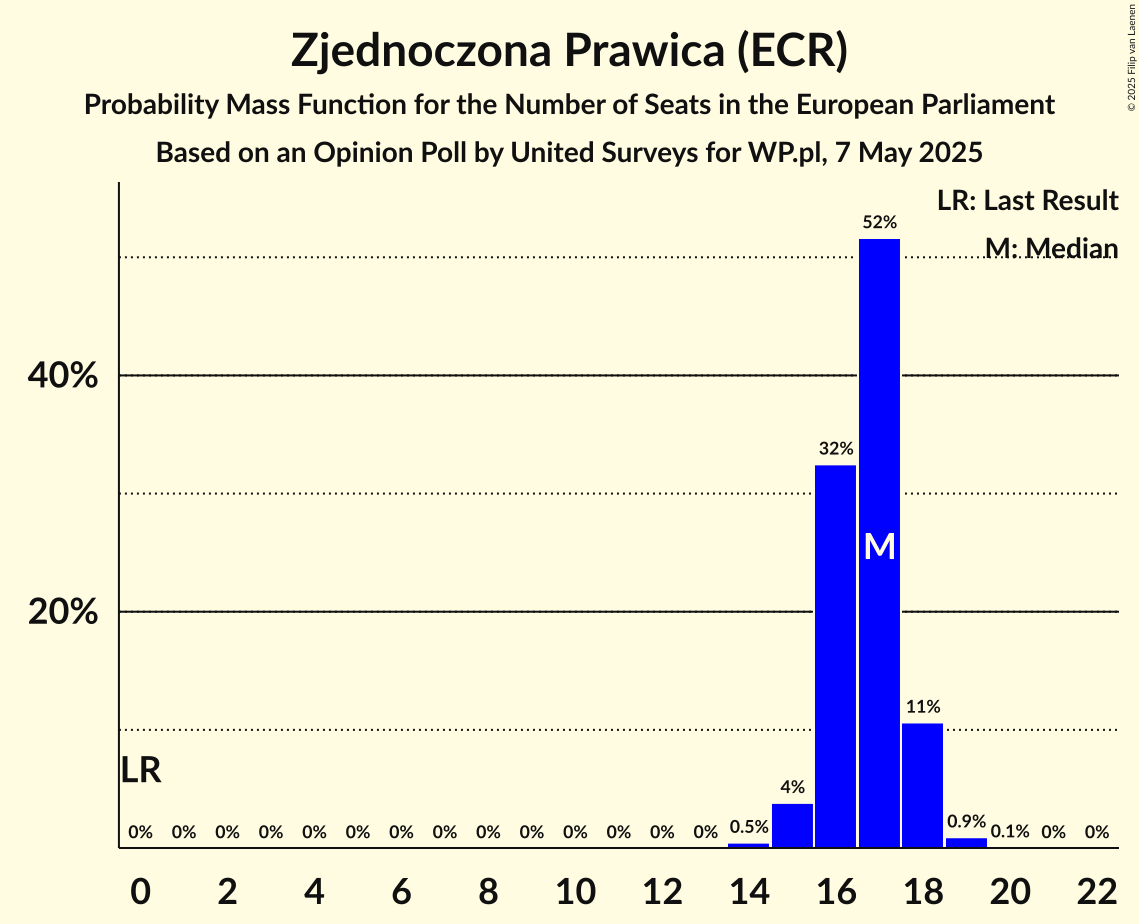 Zjednoczona Prawica (ECR)
Probability Mass Function for the Number of Seats in the European Parliament
Based on an Opinion Poll by United Surveys for WP.pl, 7 May 2025
© 2025 Filip van Laenen
LR: Last Result
M: Median
52%
40%
32%
M
20%
11%
LR
4%
0% 0% 0% 0% 0% 0% 0% 0% 0% 0% 0% 0% 0% 0% 0.5% 0.9% 0.1% 0% 0%
0 2 4 6 8 10 12 14 16 18 20 22